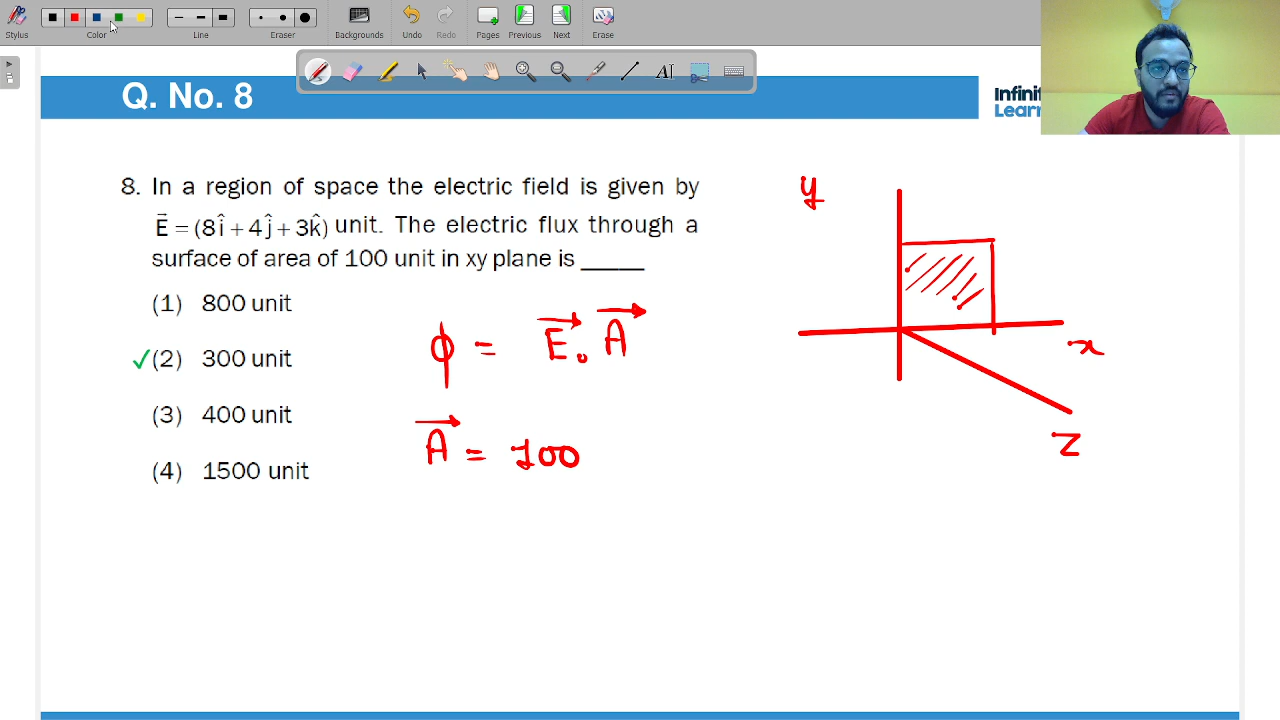 Stylus
Color
Line
Eraser
Backgrounds
Undo
Redo
Pages
Previous
Next
Erase
Q. No. 8
Infinit
Learn
8. In a region of space the electric field is given by
E⃗ = (8î + 4ĵ + 3k̂) unit. The electric flux through a
surface of area of 100 unit in xy plane is _____
(1) 800 unit
✓(2) 300 unit
(3) 400 unit
(4) 1500 unit
ϕ = E⃗ . A⃗
A⃗ = 100
y
x
z